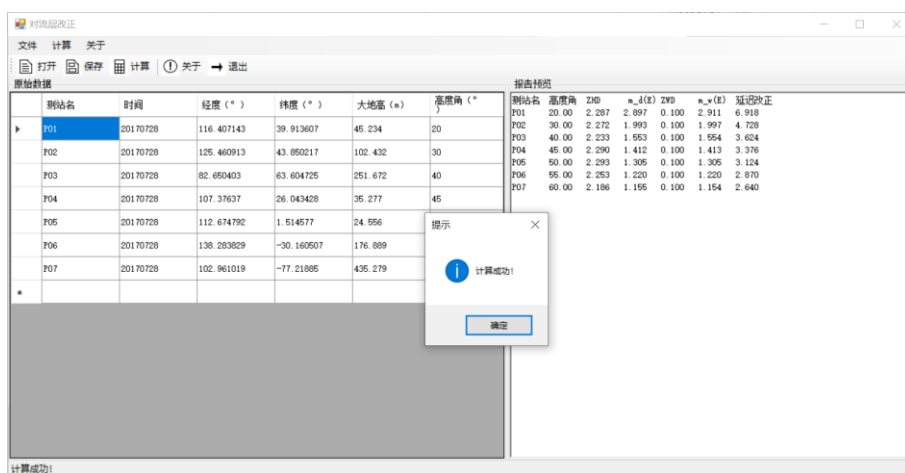 对流层改正
文件 计算 关于
打开 保存 计算 关于 退出
原始数据
测站名 时间 经度(°) 纬度(°) 大地高(m) 高度角(°)
P01 20170728 116.407143 39.913607 45.234 20
P02 20170728 125.460913 43.850217 102.432 30
P03 20170728 82.650403 63.604725 251.672 40
P04 20170728 107.37637 26.043428 35.277 45
P05 20170728 112.674792 1.514577 24.556
P06 20170728 138.283829 -30.160507 176.889
P07 20170728 102.961019 -77.21885 435.279
报告预览
测站名 高度角 ZHD m_d(E) ZWD m_w(E) 延迟改正
P01 20.00 2.287 2.897 0.100 2.911 6.918
P02 30.00 2.272 1.993 0.100 1.997 4.728
P03 40.00 2.233 1.553 0.100 1.554 3.624
P04 45.00 2.290 1.412 0.100 1.413 3.376
P05 50.00 2.293 1.305 0.100 1.305 3.124
P06 55.00 2.253 1.220 0.100 1.220 2.870
P07 60.00 2.186 1.155 0.100 1.154 2.640
提示
计算成功!
确定
计算成功!